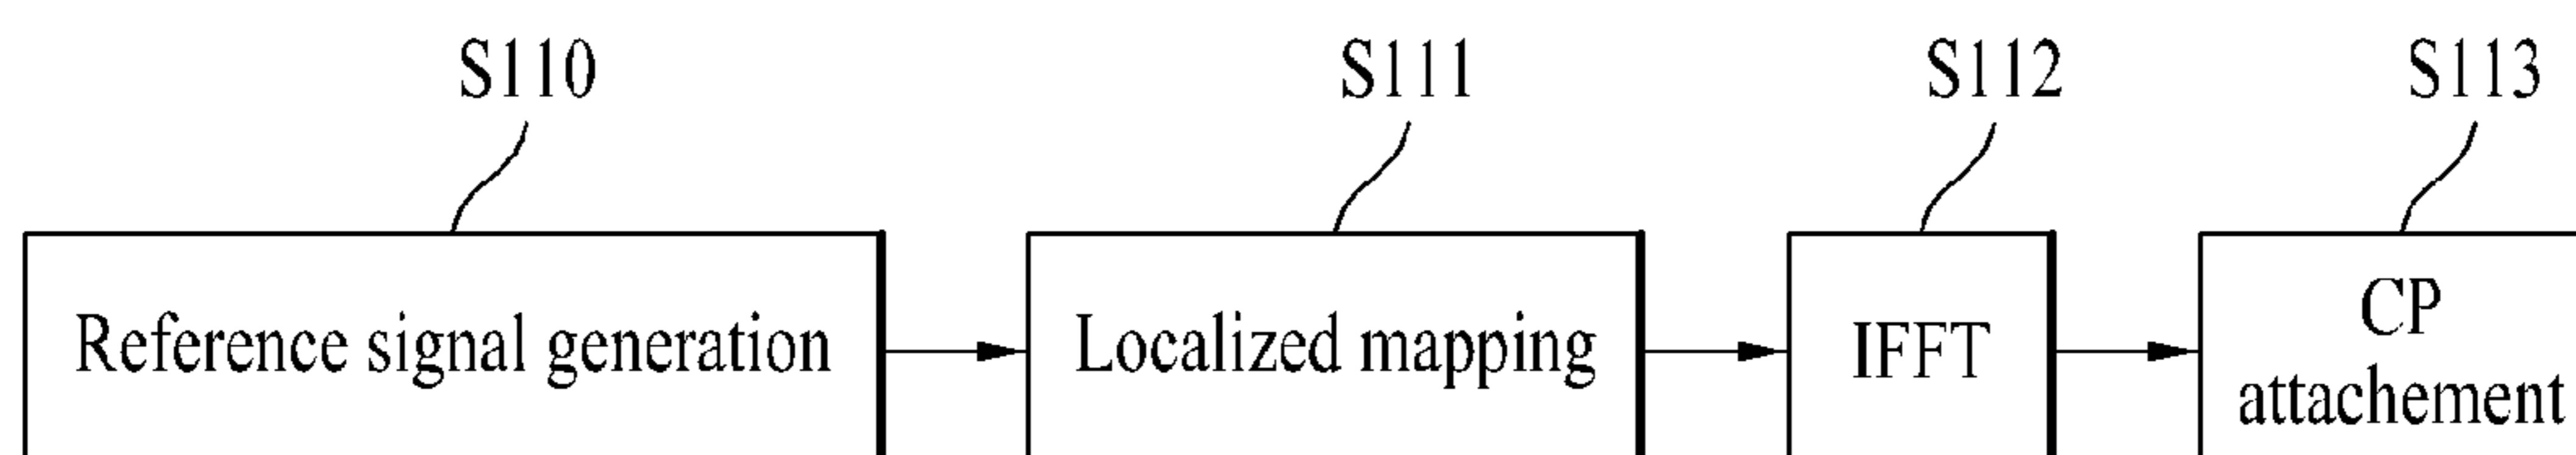 S110
S111
S112
S113
Reference signal generation
Localized mapping
IFFT
CP
attachement